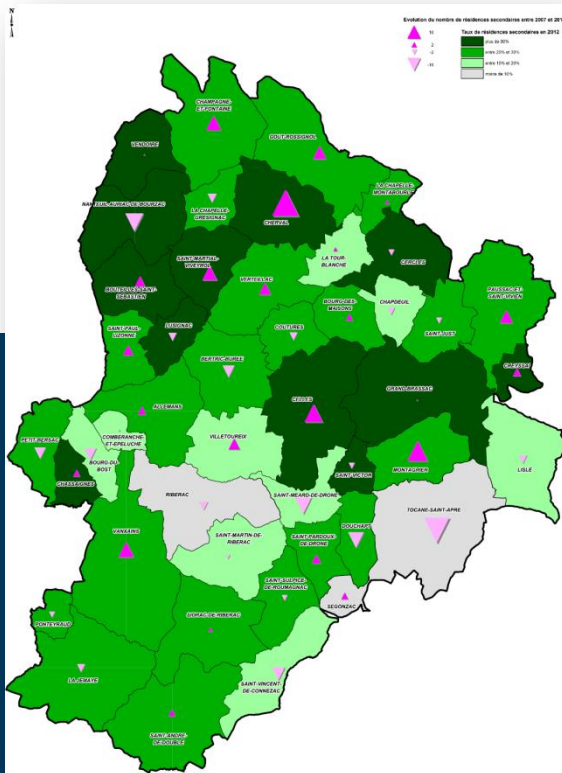 N
Evolution du nombre de résidences secondaires entre 2007 et 201
Taux de résidences secondaires en 2012
plus de 30%
entre 20% et 30%
entre 10% et 20%
moins de 10%
CHAMPAGNE-
ET-FONTAINE
GOUT-ROSSIGNOL
VENDOIRE
LA CHAPELLE-
MONTABOURLET
NANTEUIL-AURIAC-DE-BOURZAC
LA CHAPELLE-
GRESIGNAC
CHERVAL
LA TOUR-
BLANCHE
CERCLES
SAINT-MARTIAL-
VIVEYROL
BOUTEILLES-SAINT-
SEBASTIEN
VERTEILLAC
BOURG-DES-
MAISONS
CHAPDEUIL
PAUSSAC-ET-
SAINT-VIVIEN
SAINT-PAUL-
LIZONNE
LUSIGNAC
COUTURES
SAINT-JUST
BERTRIC-BUREE
CREYSSAC
CELLES
GRAND-BRASSAC
ALLEMANS
PETIT-BERSAC
COMBERANCHE-
ET-EPELUCHE
VILLETOUREIX
BOURG-DU-
BOST
CHASSAIGNES
SAINT-VICTOR
MONTAGRIER
LISLE
RIBERAC
SAINT-MEARD-DE-DRONE
TOCANE-SAINT-APRE
VANXAINS
SAINT-MARTIN-DE-
RIBERAC
SAINT-PARDOUX-
DE-DRONE
DOUCHAPT
SAINT-SULPICE-
DE-ROUMAGNAC
SEGONZAC
PONTEYRAUD
SIORAC-DE-RIBERAC
LA JEMAYE
SAINT-VINCENT-
DE-CONNEZAC
SAINT-ANDRE-
DE-DOUBLE